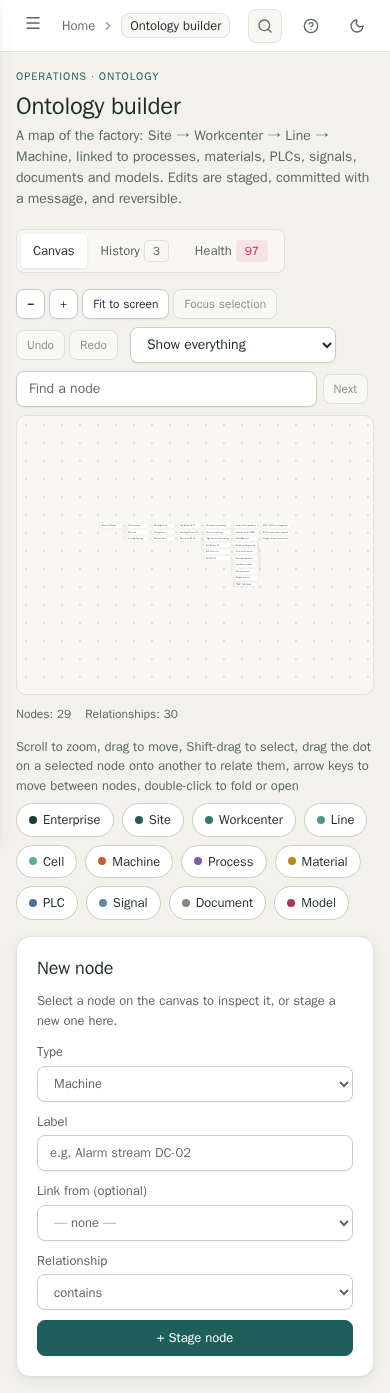 Home > Ontology builder
OPERATIONS · ONTOLOGY
Ontology builder
A map of the factory: Site → Workcenter → Line →
Machine, linked to processes, materials, PLCs, signals,
documents and models. Edits are staged, committed with
a message, and reversible.
Canvas History 3 Health 97
− + Fit to screen Focus selection
Undo Redo Show everything
Find a node Next
Nodes: 29 Relationships: 30
Scroll to zoom, drag to move, Shift-drag to select, drag the dot
on a selected node onto another to relate them, arrow keys to
move between nodes, double-click to fold or open
Enterprise Site Workcenter Line
Cell Machine Process Material
PLC Signal Document Model
New node
Select a node on the canvas to inspect it, or stage a
new one here.
Type
Machine
Label
e.g. Alarm stream DC-02
Link from (optional)
— none —
Relationship
contains
+ Stage node